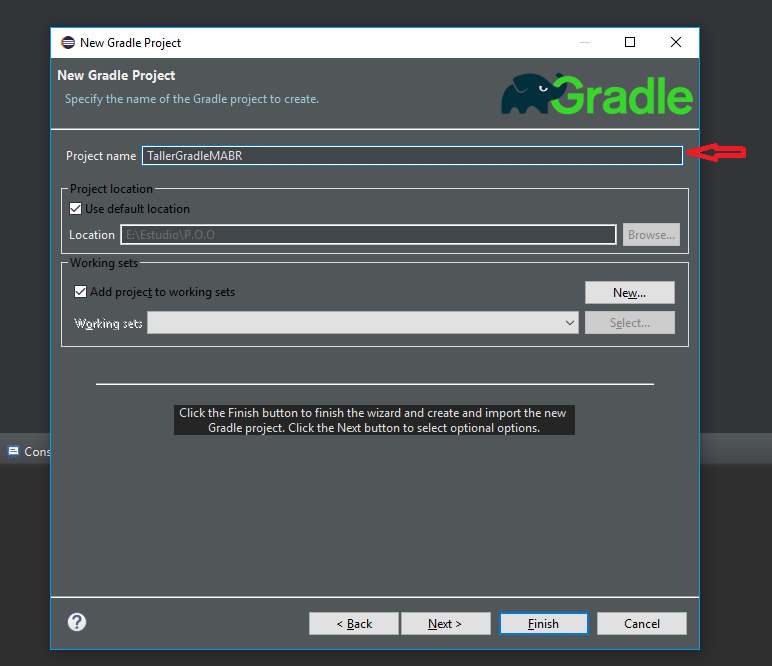 New Gradle Project
New Gradle Project
Specify the name of the Gradle project to create.
Gradle
Project name TallerGradleMABR
Project location
Use default location
Location E:\Estudio\P.O.O Browse...
Working sets
Add project to working sets New...
Working sets Select...
Click the Finish button to finish the wizard and create and import the new
Gradle project. Click the Next button to select optional options.
Cons
? < Back Next > Finish Cancel